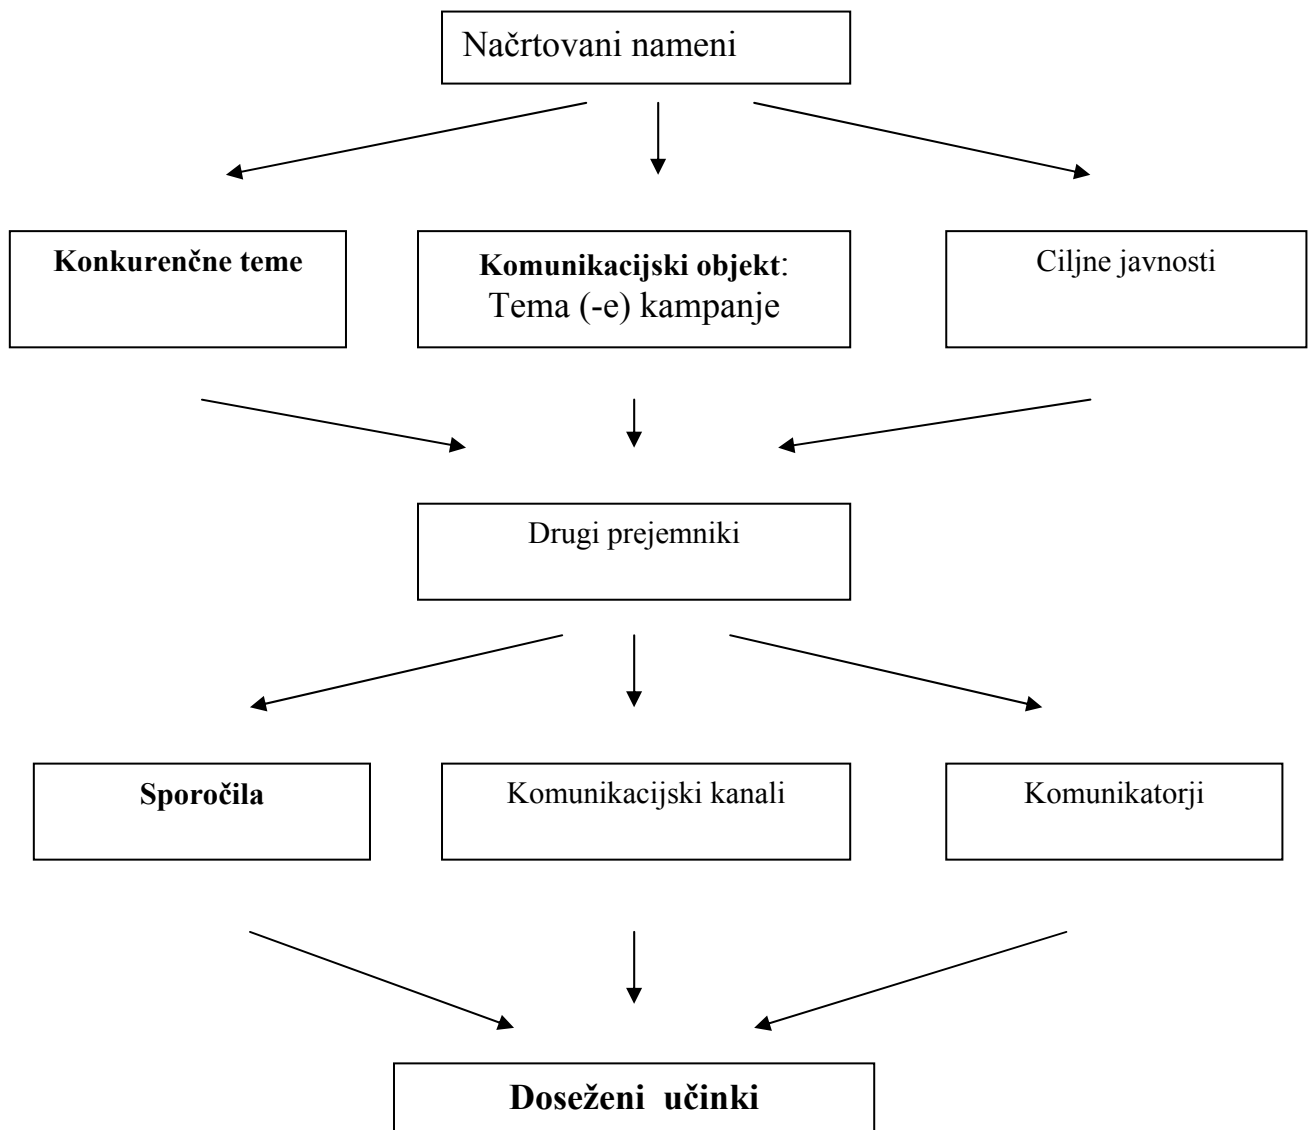 Načrtovani nameni
Konkurenčne teme
Komunikacijski objekt:
Tema (-e) kampanje
Ciljne javnosti
Drugi prejemniki
Sporočila
Komunikacijski kanali
Komunikatorji
Doseženi  učinki